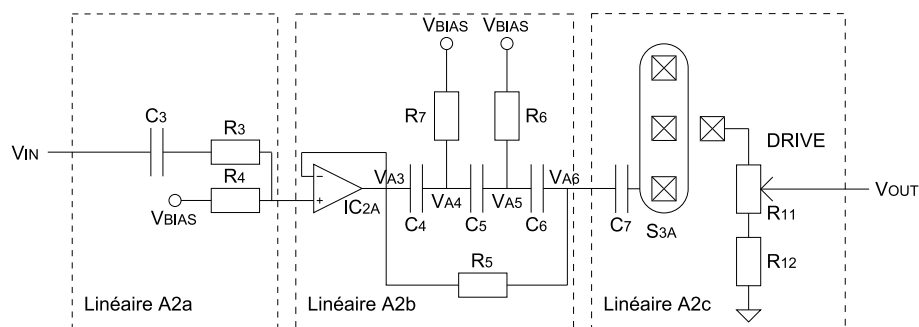 VBIAS
VBIAS
C3
R3
R7
R6
DRIVE
VIN
R4
VBIAS
−
+
IC2A
VA3
VA4
VA5
VA6
VOUT
C4
C5
C6
C7
S3A
R11
R5
R12
Linéaire A2a
Linéaire A2b
Linéaire A2c